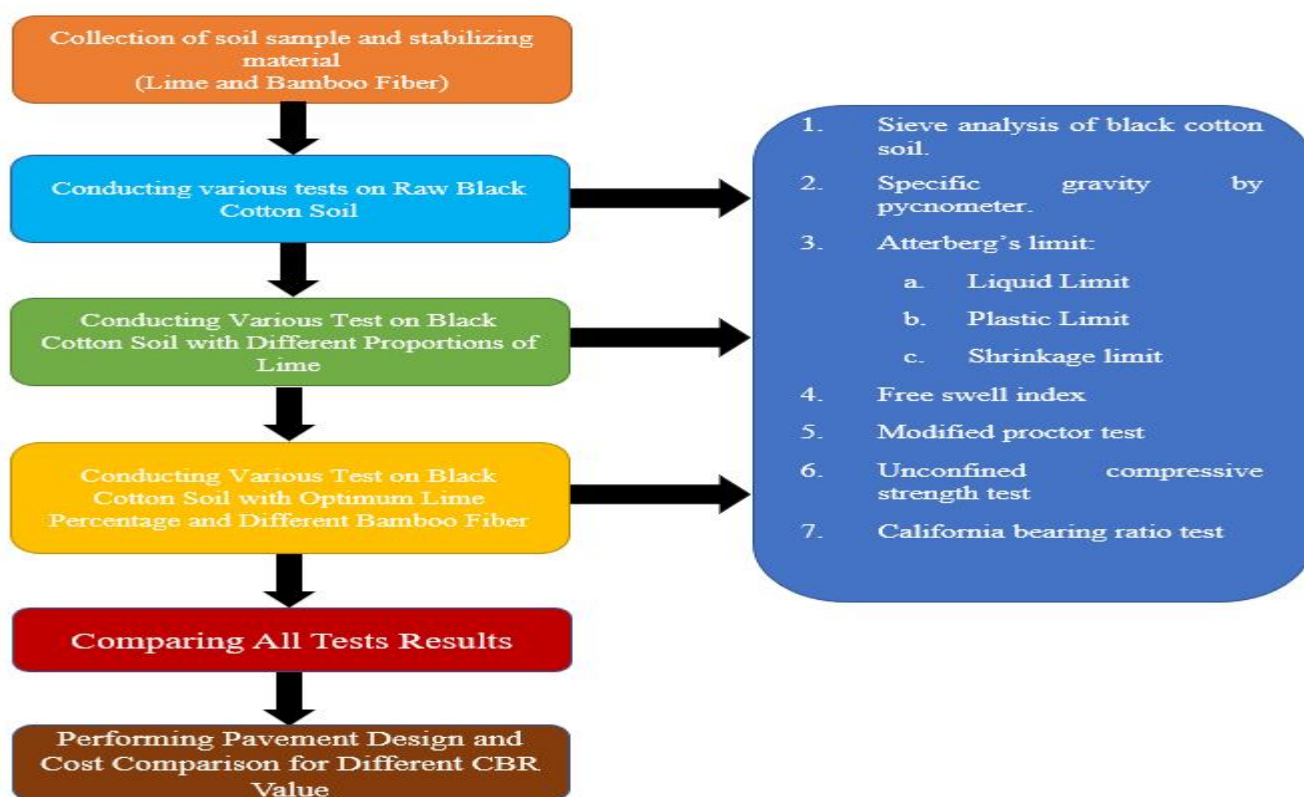 Collection of soil sample and stabilizing
material
(Lime and Bamboo Fiber)
Conducting various tests on Raw Black
Cotton Soil
Conducting Various Test on Black
Cotton Soil with Different Proportions of
Lime
Conducting Various Test on Black
Cotton Soil with Optimum Lime
Percentage and Different Bamboo Fiber
Comparing All Tests Results
Performing Pavement Design and
Cost Comparison for Different CBR
Value
1. Sieve analysis of black cotton
soil.
2. Specific gravity by
pycnometer.
3. Atterberg’s limit:
a. Liquid Limit
b. Plastic Limit
c. Shrinkage limit
4. Free swell index
5. Modified proctor test
6. Unconfined compressive
strength test
7. California bearing ratio test